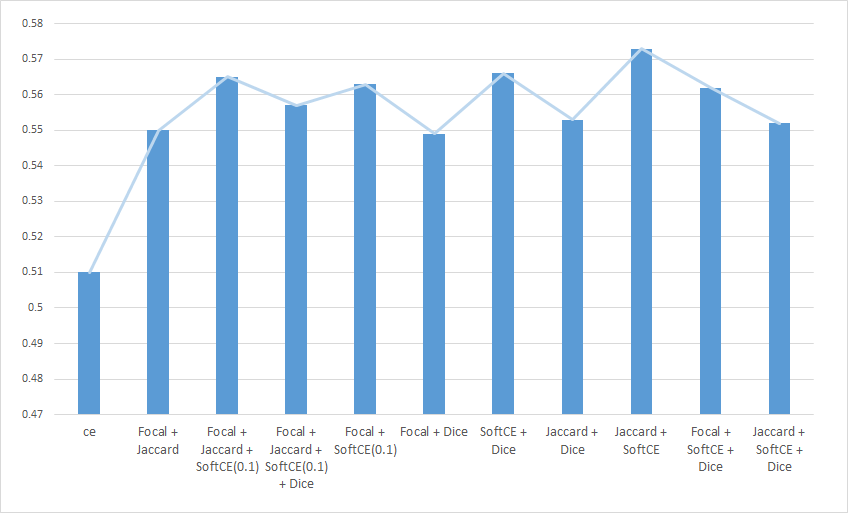 0.58
0.57
0.56
0.55
0.54
0.53
0.52
0.51
0.5
0.49
0.48
0.47
ce
Focal +
Jaccard
Focal +
Jaccard +
SoftCE(0.1)
Focal +
Jaccard +
SoftCE(0.1)
+ Dice
Focal +
SoftCE(0.1)
Focal + Dice
SoftCE +
Dice
Jaccard +
Dice
Jaccard +
SoftCE
Focal +
SoftCE +
Dice
Jaccard +
SoftCE +
Dice